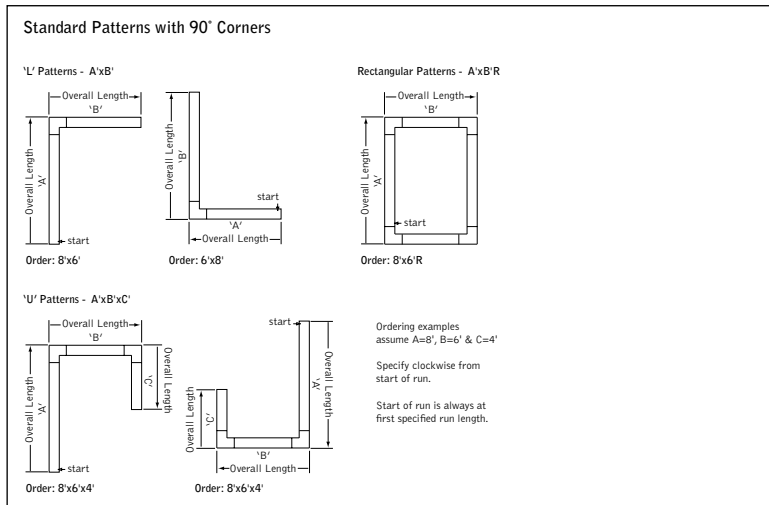 Standard Patterns with 90° Corners
‘L’ Patterns - A'xB'
Overall Length
‘B’
Overall Length
‘A’
start
Order: 8'x6'
Overall Length
‘B’
start
‘A’
Overall Length
Order: 6'x8'
Rectangular Patterns - A'xB'R
Overall Length
‘B’
Overall Length
‘A’
start
Order: 8'x6'R
‘U’ Patterns - A'xB'xC'
Overall Length
‘B’
Overall Length
‘C’
Overall Length
‘A’
start
Order: 8'x6'x4'
start
Overall Length
‘A’
Overall Length
‘C’
‘B’
Overall Length
Order: 8'x6'x4'
Ordering examples
assume A=8', B=6' & C=4'
Specify clockwise from
start of run.
Start of run is always at
first specified run length.